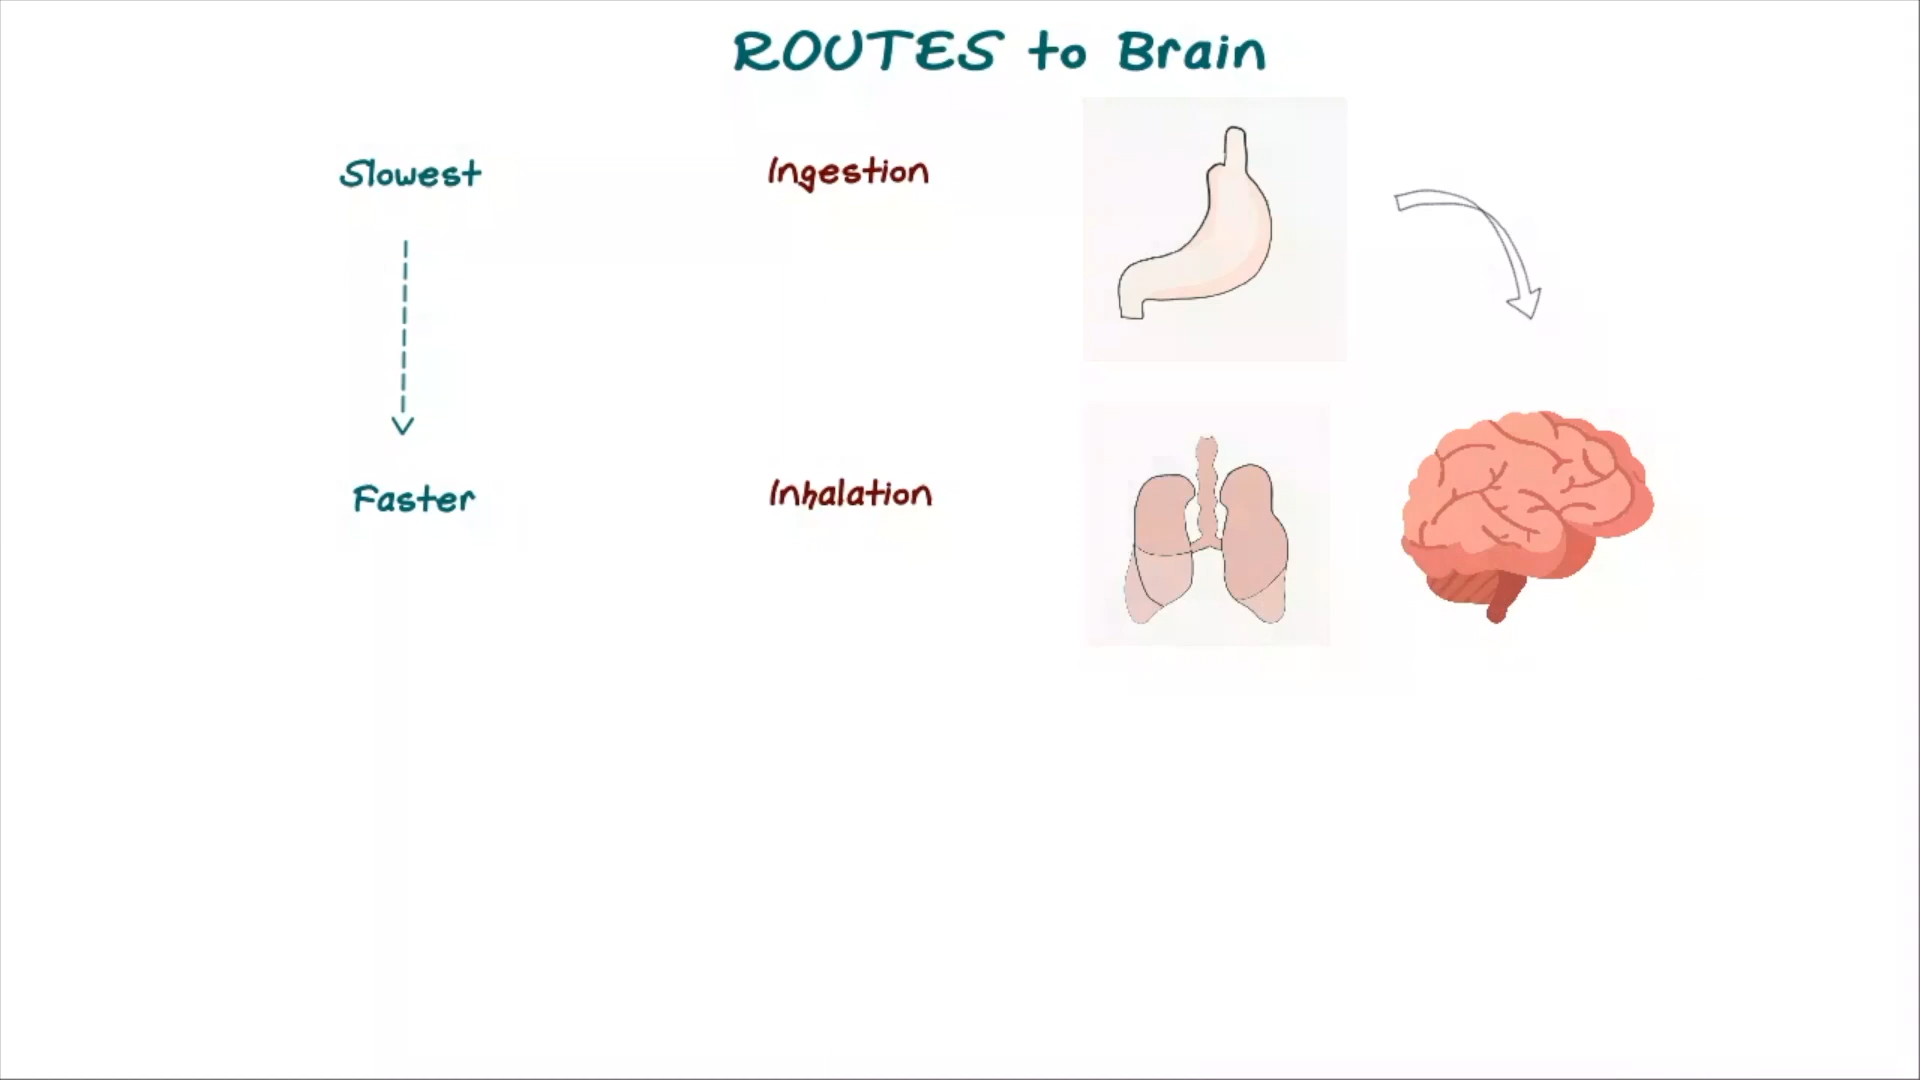 ROUTES to Brain
Slowest
Ingestion
Faster
Inhalation